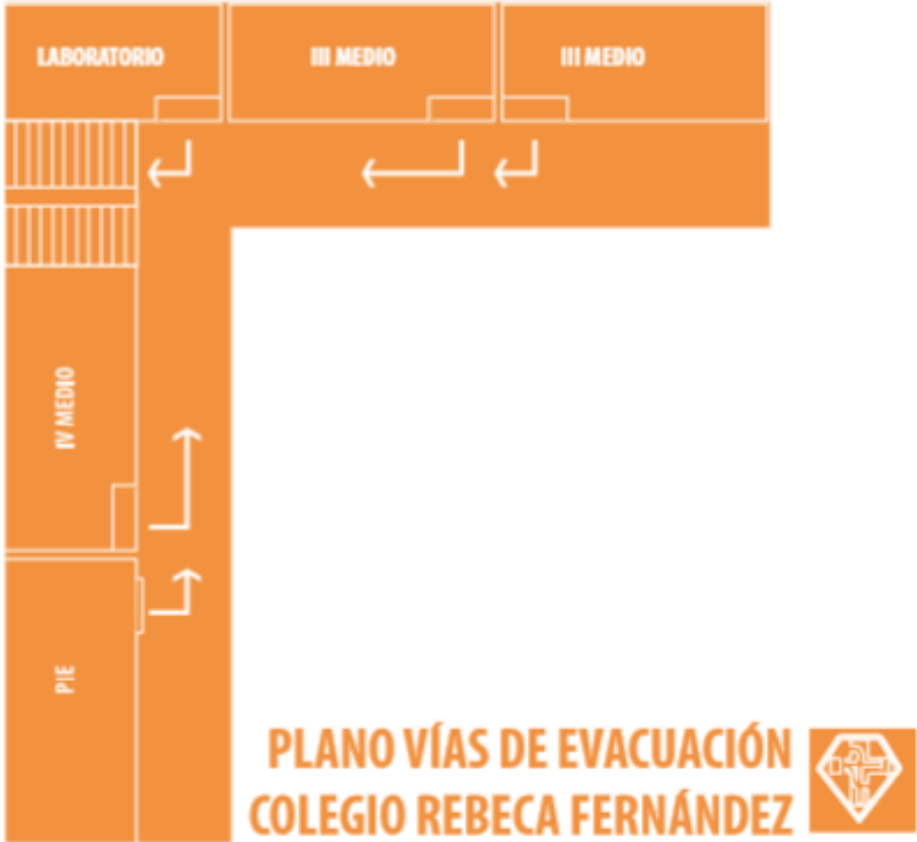 LABORATORIO
III MEDIO
III MEDIO
IV MEDIO
PIE
PLANO VÍAS DE EVACUACIÓN
COLEGIO REBECA FERNÁNDEZ